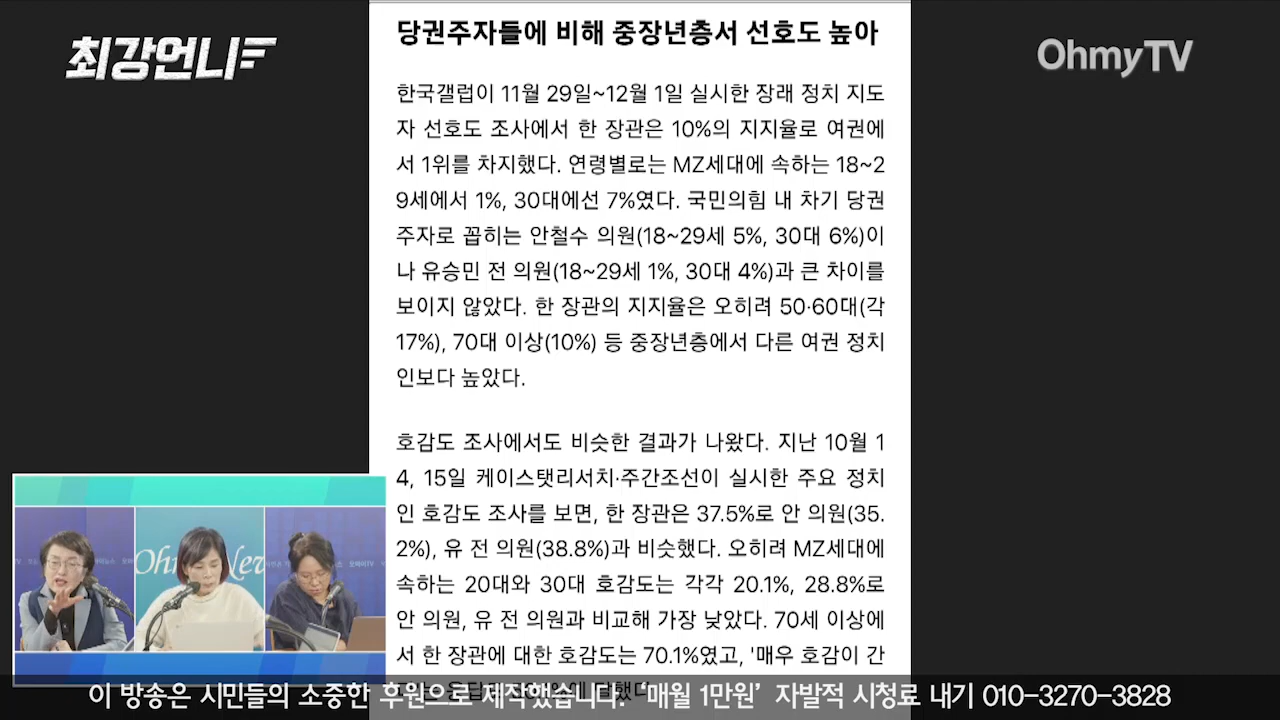 최강언니
OhmyTV
당권주자들에 비해 중장년층서 선호도 높아
한국갤럽이 11월 29일~12월 1일 실시한 장래 정치 지도
자 선호도 조사에서 한 장관은 10%의 지지율로 여권에
서 1위를 차지했다. 연령별로는 MZ세대에 속하는 18~2
9세에서 1%, 30대에선 7%였다. 국민의힘 내 차기 당권
주자로 꼽히는 안철수 의원(18~29세 5%, 30대 6%)이
나 유승민 전 의원(18~29세 1%, 30대 4%)과 큰 차이를
보이지 않았다. 한 장관의 지지율은 오히려 50·60대(각
17%), 70대 이상(10%) 등 중장년층에서 다른 여권 정치
인보다 높았다.
호감도 조사에서도 비슷한 결과가 나왔다. 지난 10월 1
4, 15일 케이스탯리서치·주간조선이 실시한 주요 정치
인 호감도 조사를 보면, 한 장관은 37.5%로 안 의원(35.
2%), 유 전 의원(38.8%)과 비슷했다. 오히려 MZ세대에
속하는 20대와 30대 호감도는 각각 20.1%, 28.8%로
안 의원, 유 전 의원과 비교해 가장 낮았다. 70세 이상에
서 한 장관에 대한 호감도는 70.1%였고, '매우 호감이 간
이 방송은 시민들의 소중한 후원으로 제작했습니다. ‘매월 1만원’ 자발적 시청료 내기 010-3270-3828